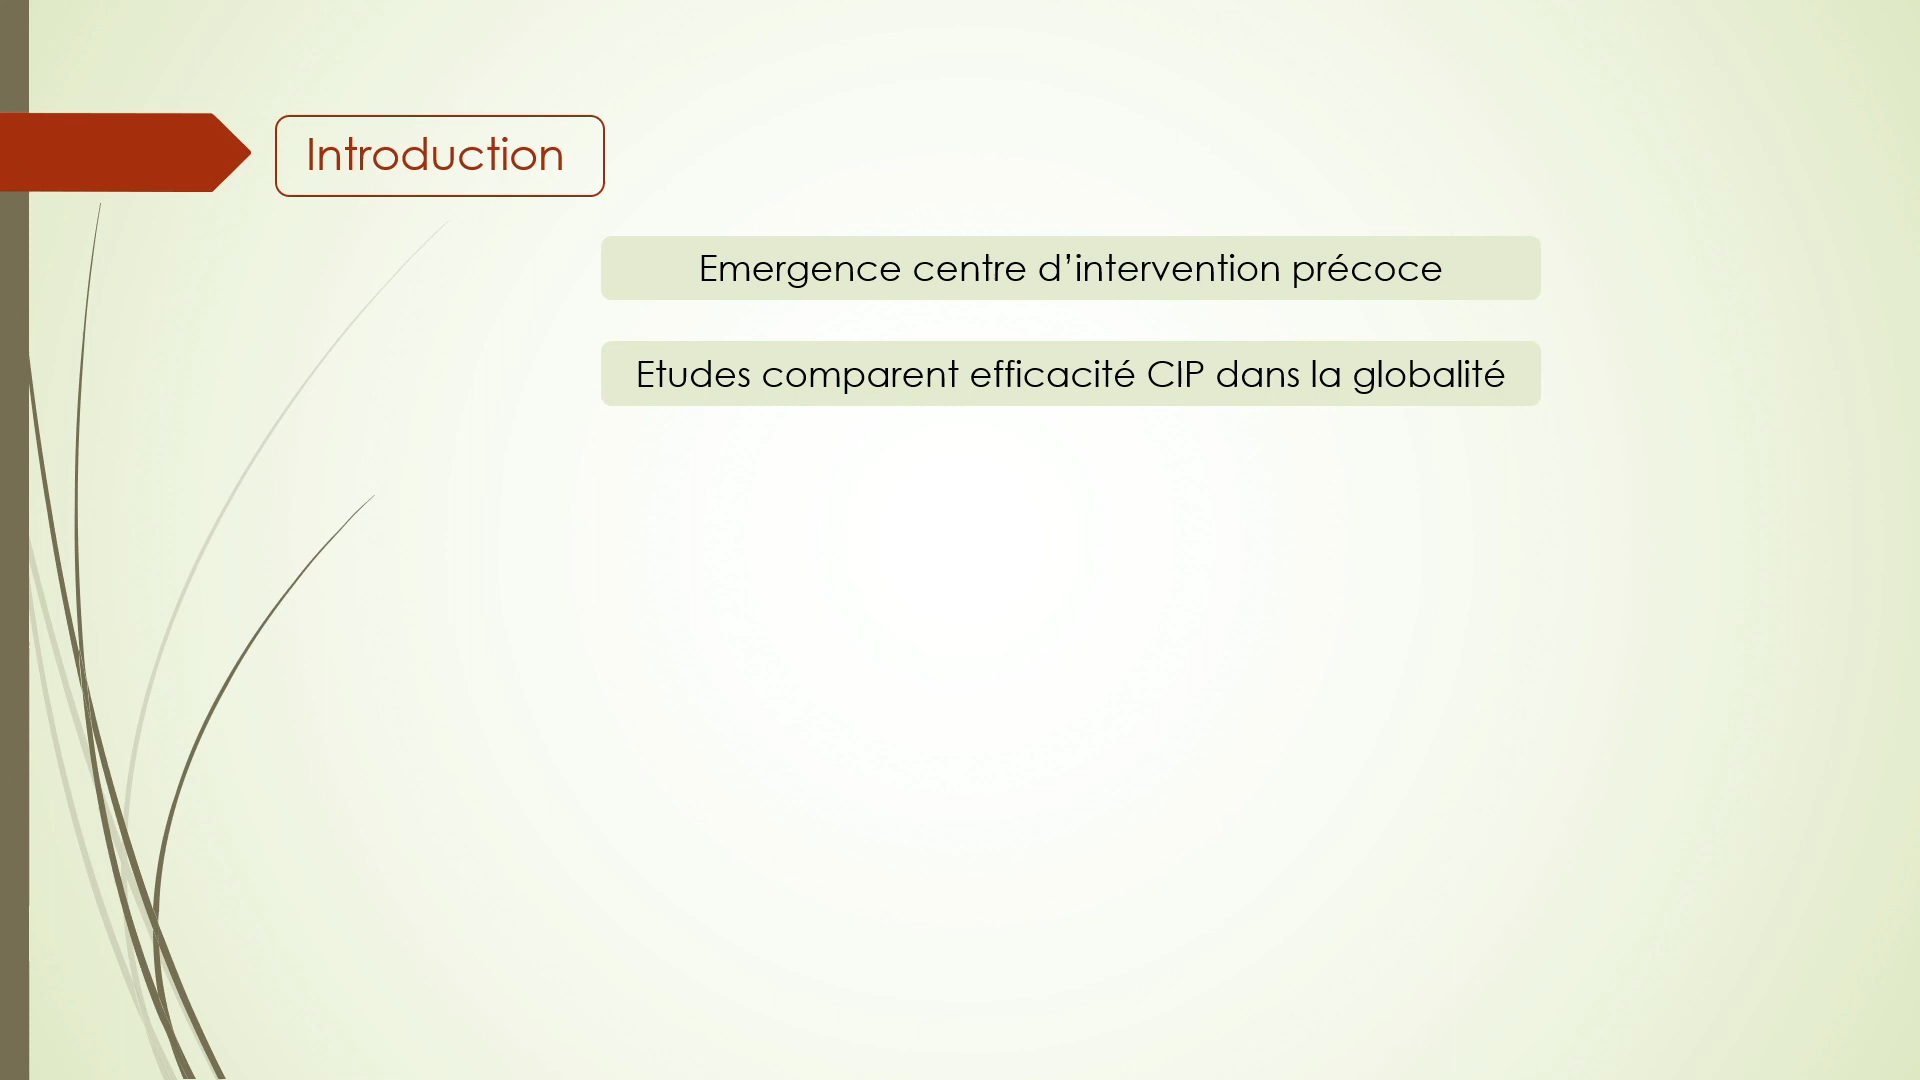 Introduction
Emergence centre d’intervention précoce
Etudes comparent efficacité CIP dans la globalité